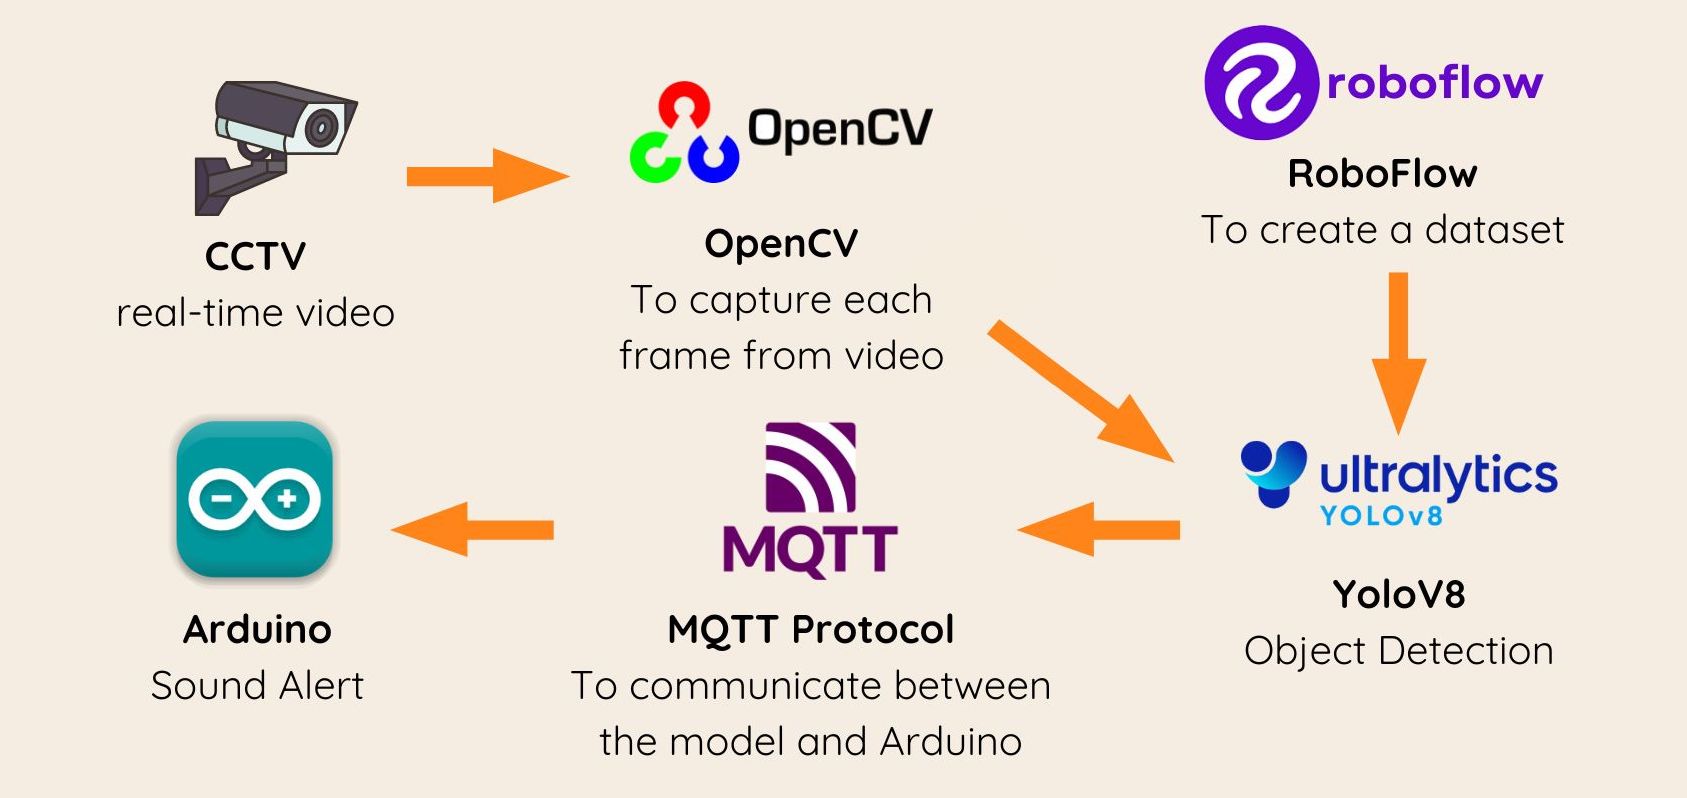 OpenCV
roboflow
CCTV
real-time video
OpenCV
To capture each
frame from video
RoboFlow
To create a dataset
MQTT
ultralytics
YOLOv8
Arduino
Sound Alert
MQTT Protocol
To communicate between
the model and Arduino
YoloV8
Object Detection